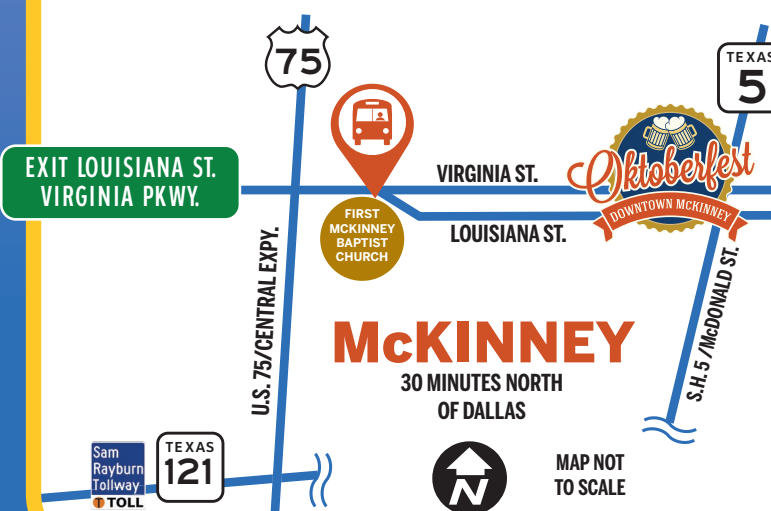 75
TEXAS
5
EXIT LOUISIANA ST.
VIRGINIA PKWY.
VIRGINIA ST.
Oktoberfest
DOWNTOWN MCKINNEY
FIRST
MCKINNEY
BAPTIST
CHURCH
LOUISIANA ST.
U.S. 75/CENTRAL EXPY.
S.H. 5 / McDONALD ST.
McKINNEY
30 MINUTES NORTH
OF DALLAS
Sam
Rayburn
Tollway
T TOLL
TEXAS
121
N
MAP NOT
TO SCALE